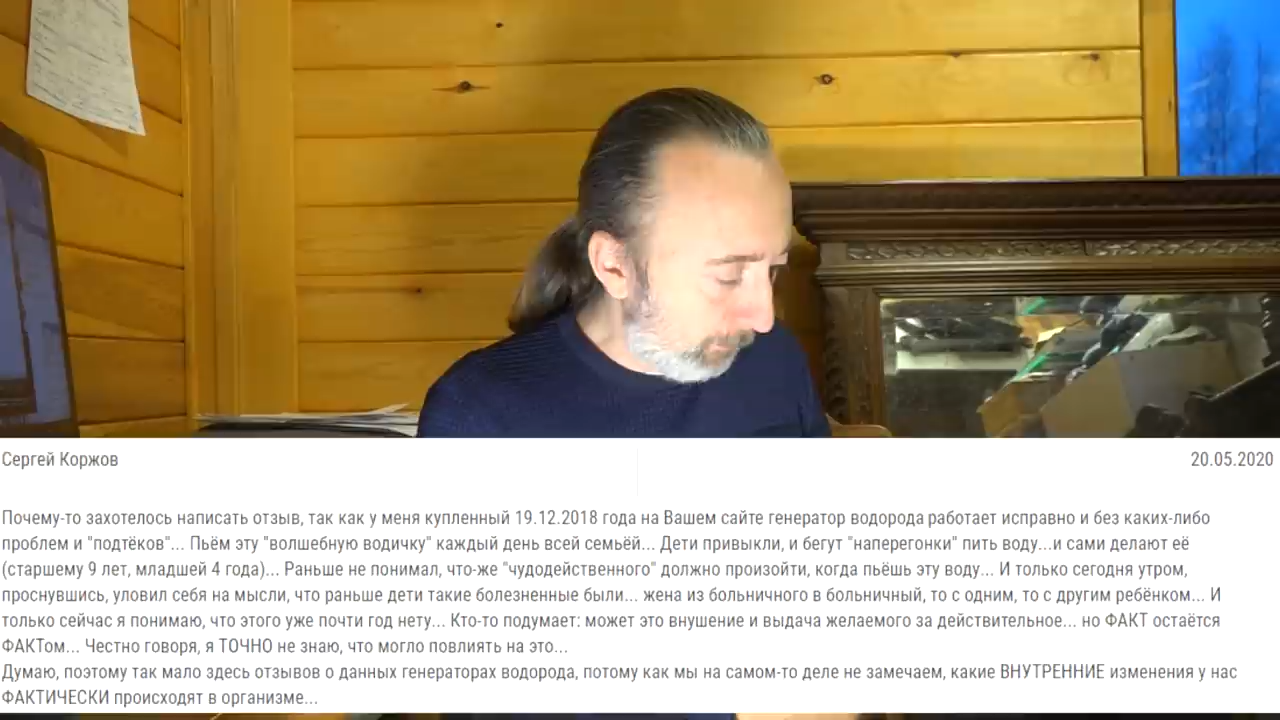 Сергей Коржов
20.05.2020
Почему-то захотелось написать отзыв, так как у меня купленный 19.12.2018 года на Вашем сайте генератор водорода работает исправно и без каких-либо
проблем и "подтёков"... Пьём эту "волшебную водичку" каждый день всей семьёй... Дети привыкли, и бегут "наперегонки" пить воду...и сами делают её
(старшему 9 лет, младшей 4 года)... Раньше не понимал, что-же "чудодейственного" должно произойти, когда пьёшь эту воду... И только сегодня утром,
проснувшись, уловил себя на мысли, что раньше дети такие болезненные были... жена из больничного в больничный, то с одним, то с другим ребёнком... И
только сейчас я понимаю, что этого уже почти год нету... Кто-то подумает: может это внушение и выдача желаемого за действительное... но ФАКТ остаётся
ФАКТом... Честно говоря, я ТОЧНО не знаю, что могло повлиять на это...
Думаю, поэтому так мало здесь отзывов о данных генераторах водорода, потому как мы на самом-то деле не замечаем, какие ВНУТРЕННИЕ изменения у нас
ФАКТИЧЕСКИ происходят в организме...